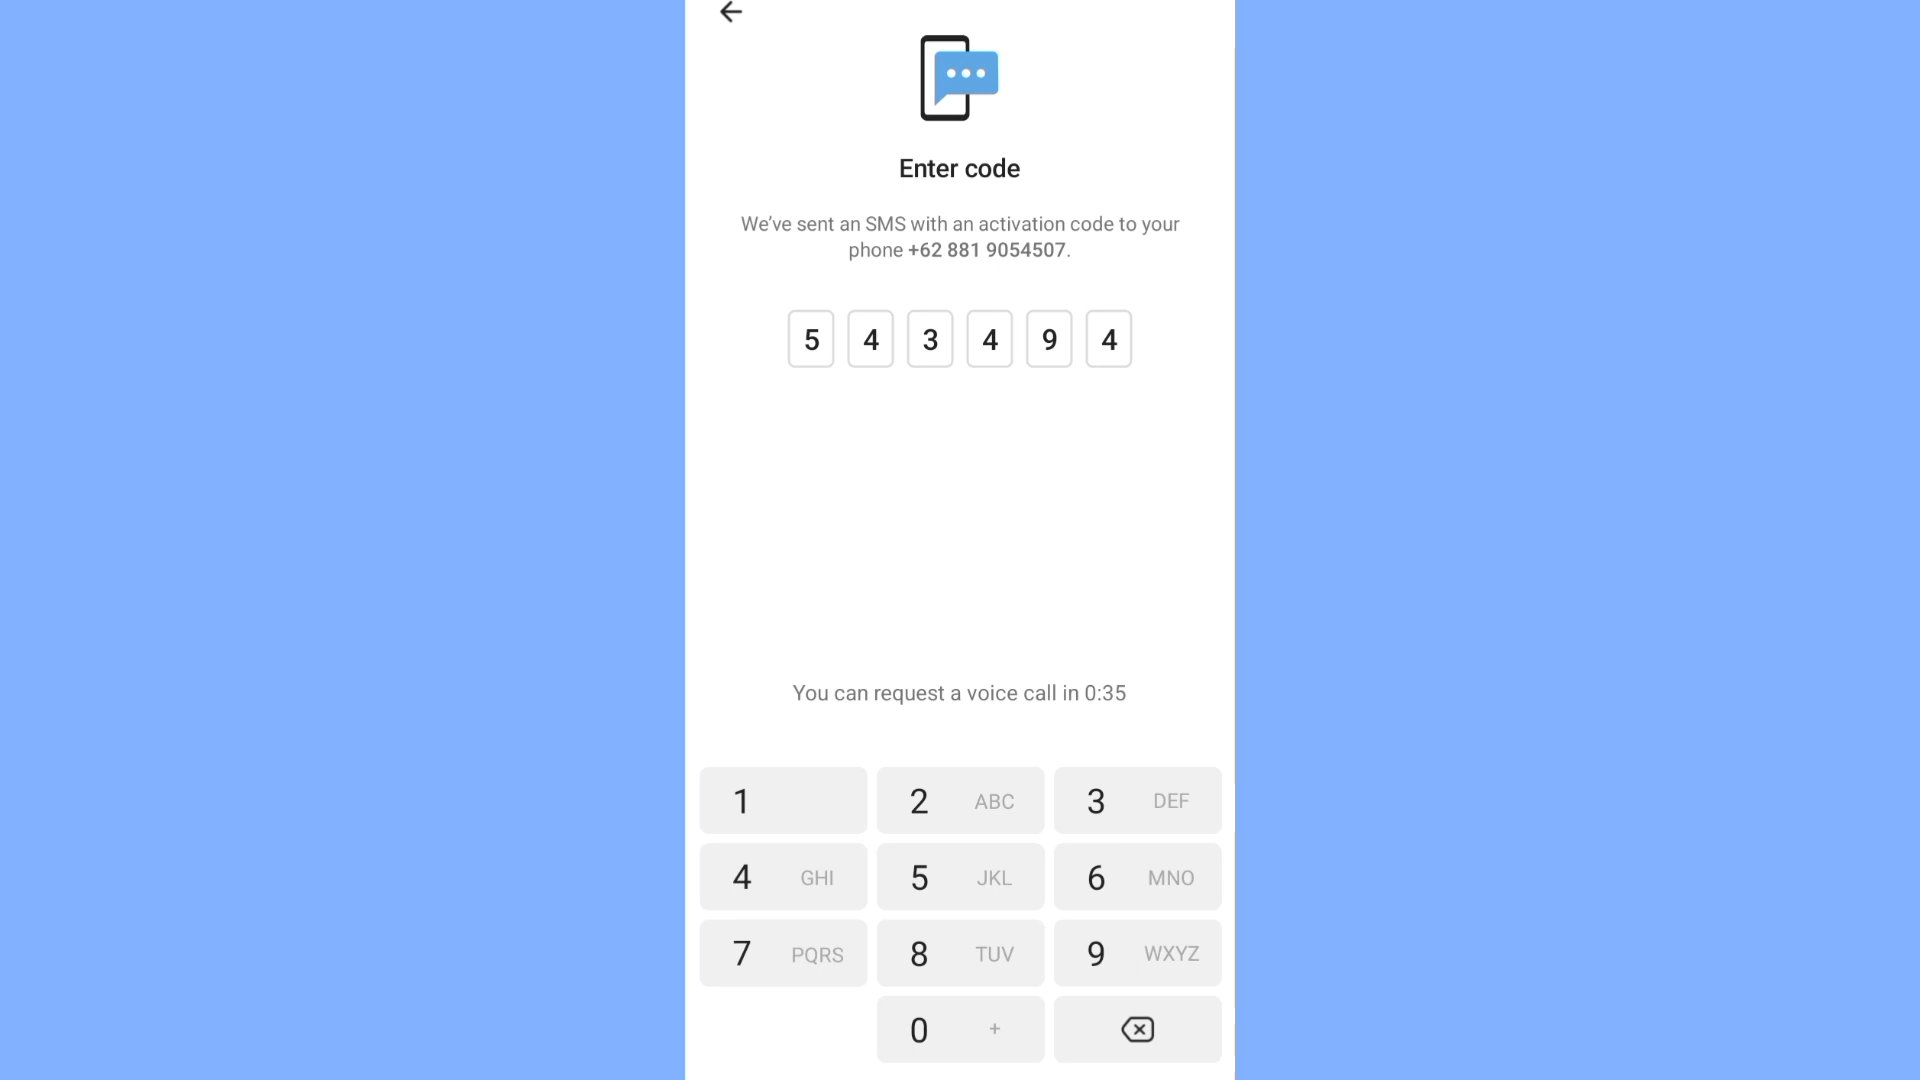 Enter code
We've sent an SMS with an activation code to your
phone +62 881 9054507.
5 4 3 4 9 4
You can request a voice call in 0:35
1 2 ABC 3 DEF
4 GHI 5 JKL 6 MNO
7 PQRS 8 TUV 9 WXYZ
0 +